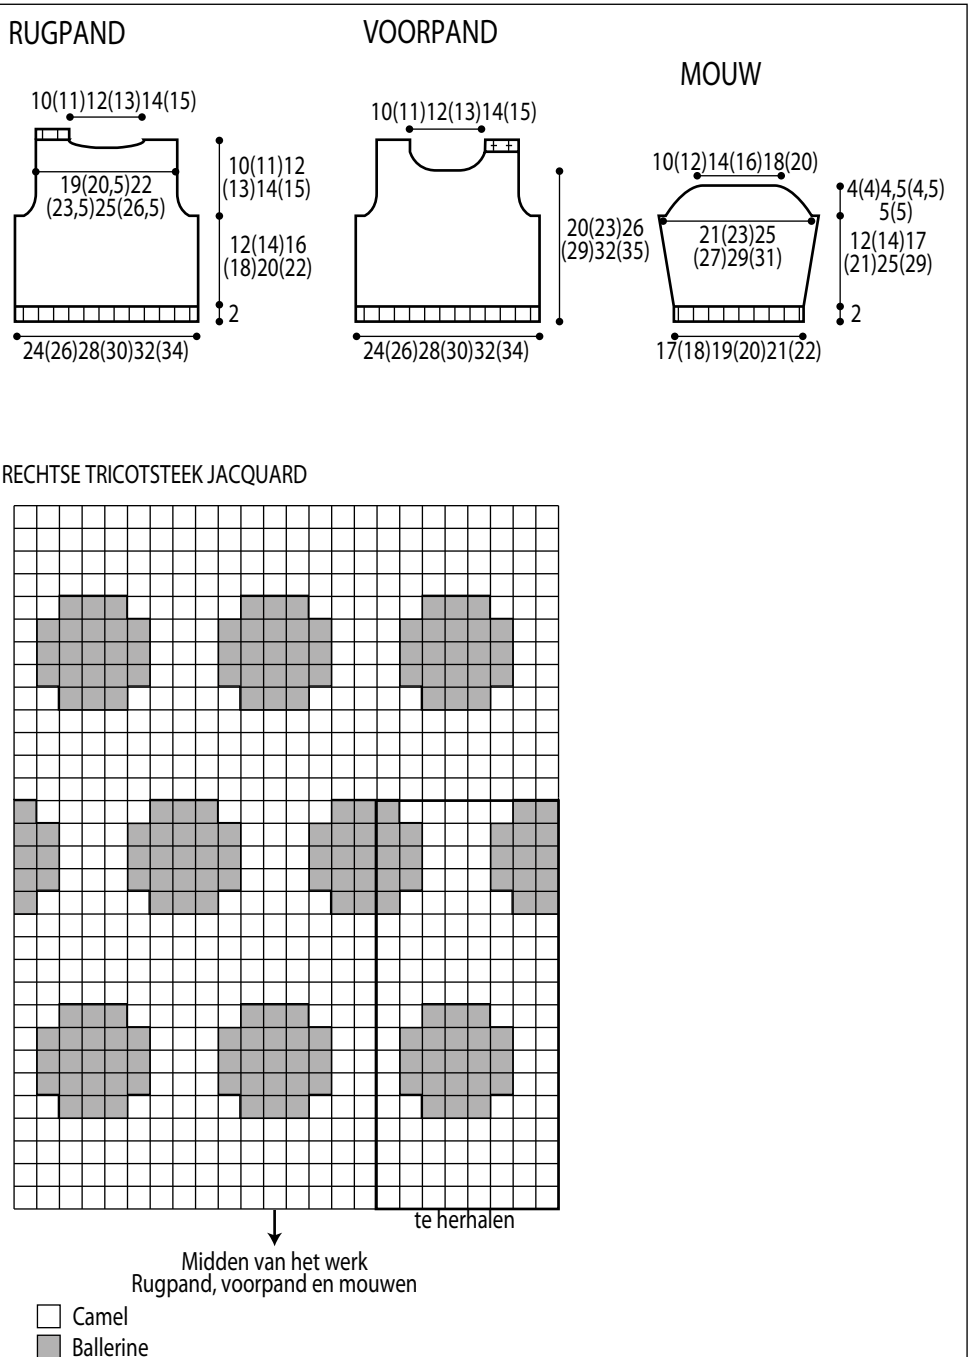 RUGPAND
10(11)12(13)14(15)
19(20,5)22
(23,5)25(26,5)
10(11)12
(13)14(15)
12(14)16
(18)20(22)
2
24(26)28(30)32(34)
VOORPAND
10(11)12(13)14(15)
20(23)26
(29)32(35)
24(26)28(30)32(34)
MOUW
10(12)14(16)18(20)
21(23)25
(27)29(31)
4(4)4,5(4,5)
5(5)
12(14)17
(21)25(29)
2
17(18)19(20)21(22)
RECHTSE TRICOTSTEEK JACQUARD
te herhalen
Midden van het werk
Rugpand, voorpand en mouwen
Camel
Ballerine